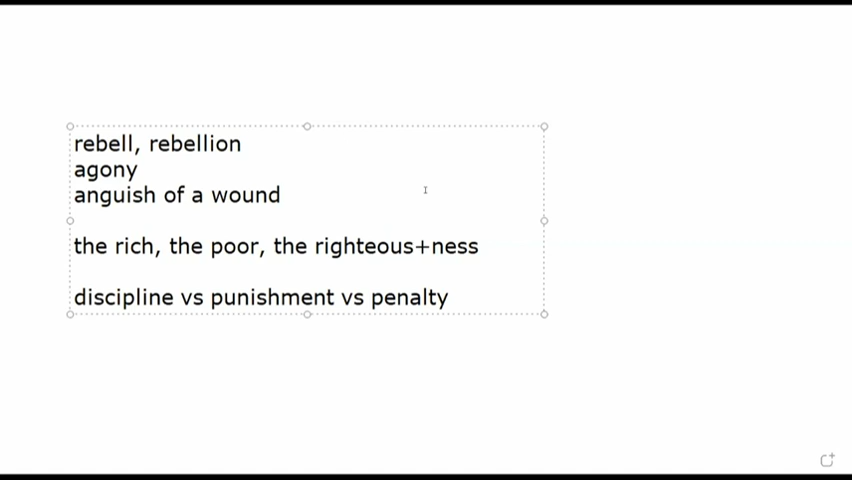 rebell, rebellion
agony
anguish of a wound
the rich, the poor, the righteous+ness
discipline vs punishment vs penalty